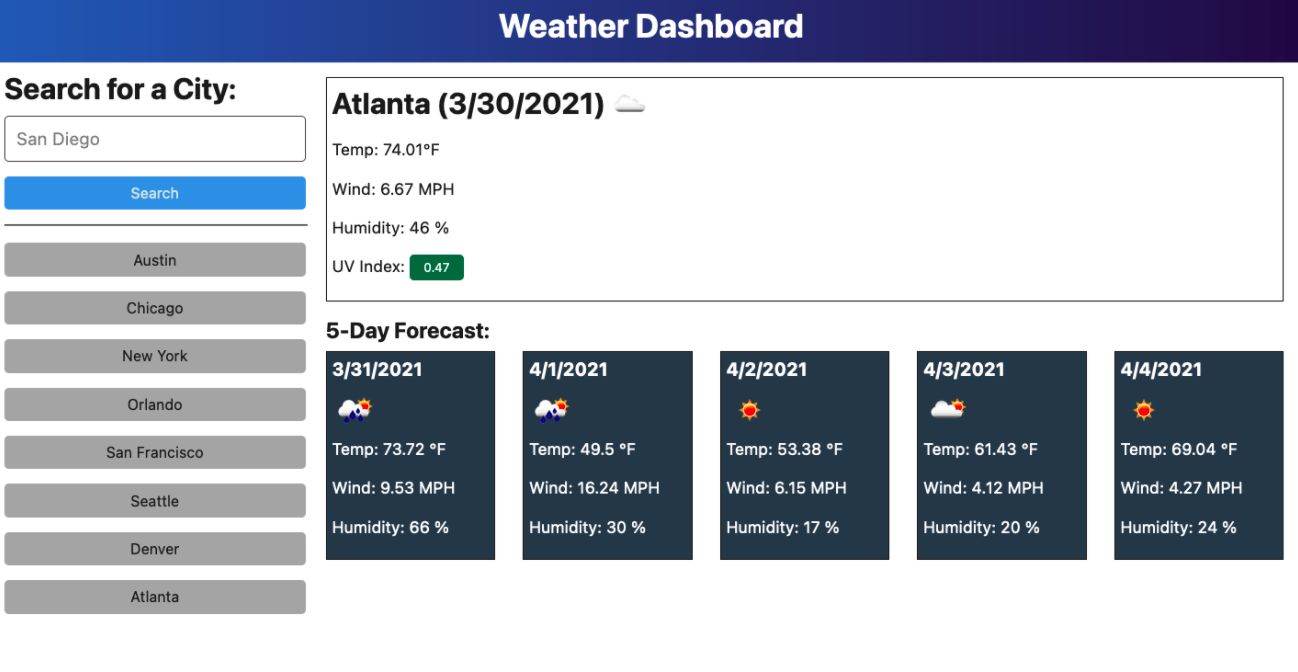 Weather Dashboard
Search for a City:
San Diego
Search
Austin
Chicago
New York
Orlando
San Francisco
Seattle
Denver
Atlanta
Atlanta (3/30/2021)
Temp: 74.01°F
Wind: 6.67 MPH
Humidity: 46 %
UV Index: 0.47
5-Day Forecast:
3/31/2021
Temp: 73.72 °F
Wind: 9.53 MPH
Humidity: 66 %
4/1/2021
Temp: 49.5 °F
Wind: 16.24 MPH
Humidity: 30 %
4/2/2021
Temp: 53.38 °F
Wind: 6.15 MPH
Humidity: 17 %
4/3/2021
Temp: 61.43 °F
Wind: 4.12 MPH
Humidity: 20 %
4/4/2021
Temp: 69.04 °F
Wind: 4.27 MPH
Humidity: 24 %